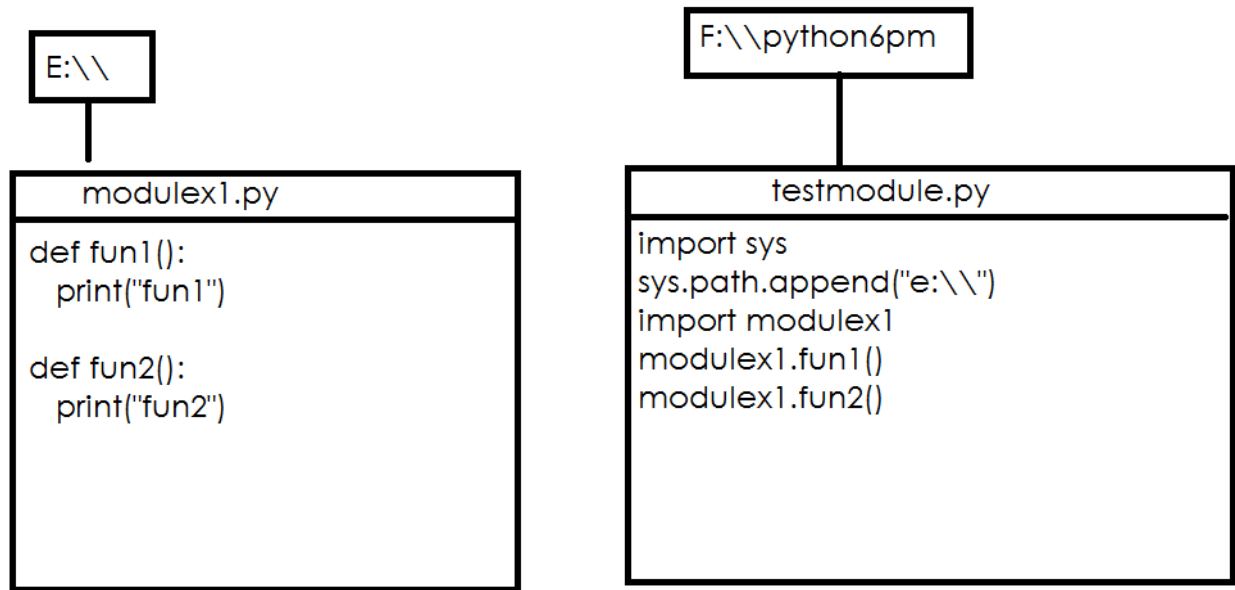 E:\\
modulex1.py
def fun1():
print("fun1")
def fun2():
print("fun2")
F:\\python6pm
testmodule.py
import sys
sys.path.append("e:\\")
import modulex1
modulex1.fun1()
modulex1.fun2()